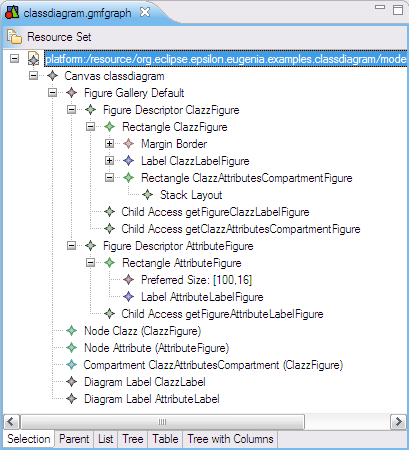 classdiagram.gmfgraph
Resource Set
platform:/resource/org.eclipse.epsilon.eugenia.examples.classdiagram/mode
Canvas classdiagram
Figure Gallery Default
Figure Descriptor ClazzFigure
Rectangle ClazzFigure
Margin Border
Label ClazzLabelFigure
Rectangle ClazzAttributesCompartmentFigure
Stack Layout
Child Access getFigureClazzLabelFigure
Child Access getClazzAttributesCompartmentFigure
Figure Descriptor AttributeFigure
Rectangle AttributeFigure
Preferred Size: [100,16]
Label AttributeLabelFigure
Child Access getFigureAttributeLabelFigure
Node Clazz (ClazzFigure)
Node Attribute (AttributeFigure)
Compartment ClazzAttributesCompartment (ClazzFigure)
Diagram Label ClazzLabel
Diagram Label AttributeLabel
Selection Parent List Tree Table Tree with Columns